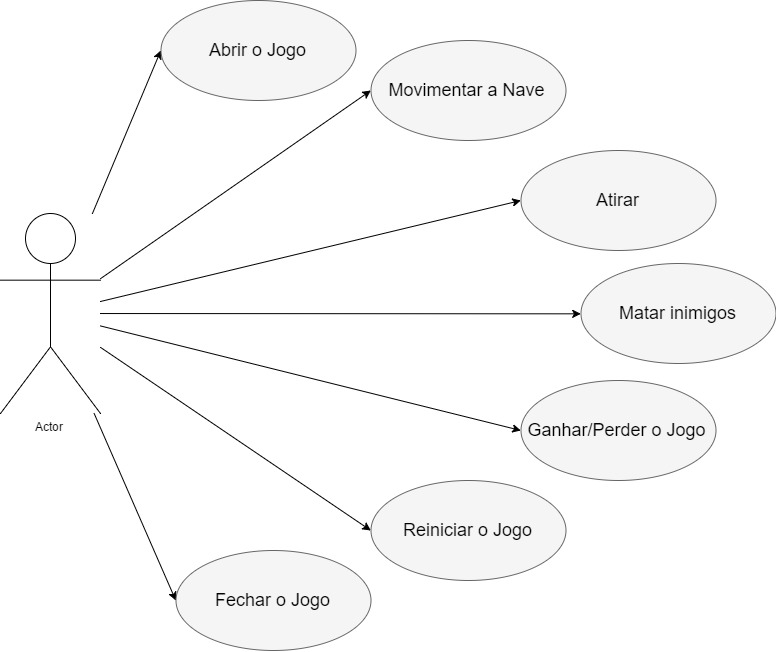 Abrir o Jogo
Movimentar a Nave
Atirar
Matar inimigos
Actor
Ganhar/Perder o Jogo
Reiniciar o Jogo
Fechar o Jogo